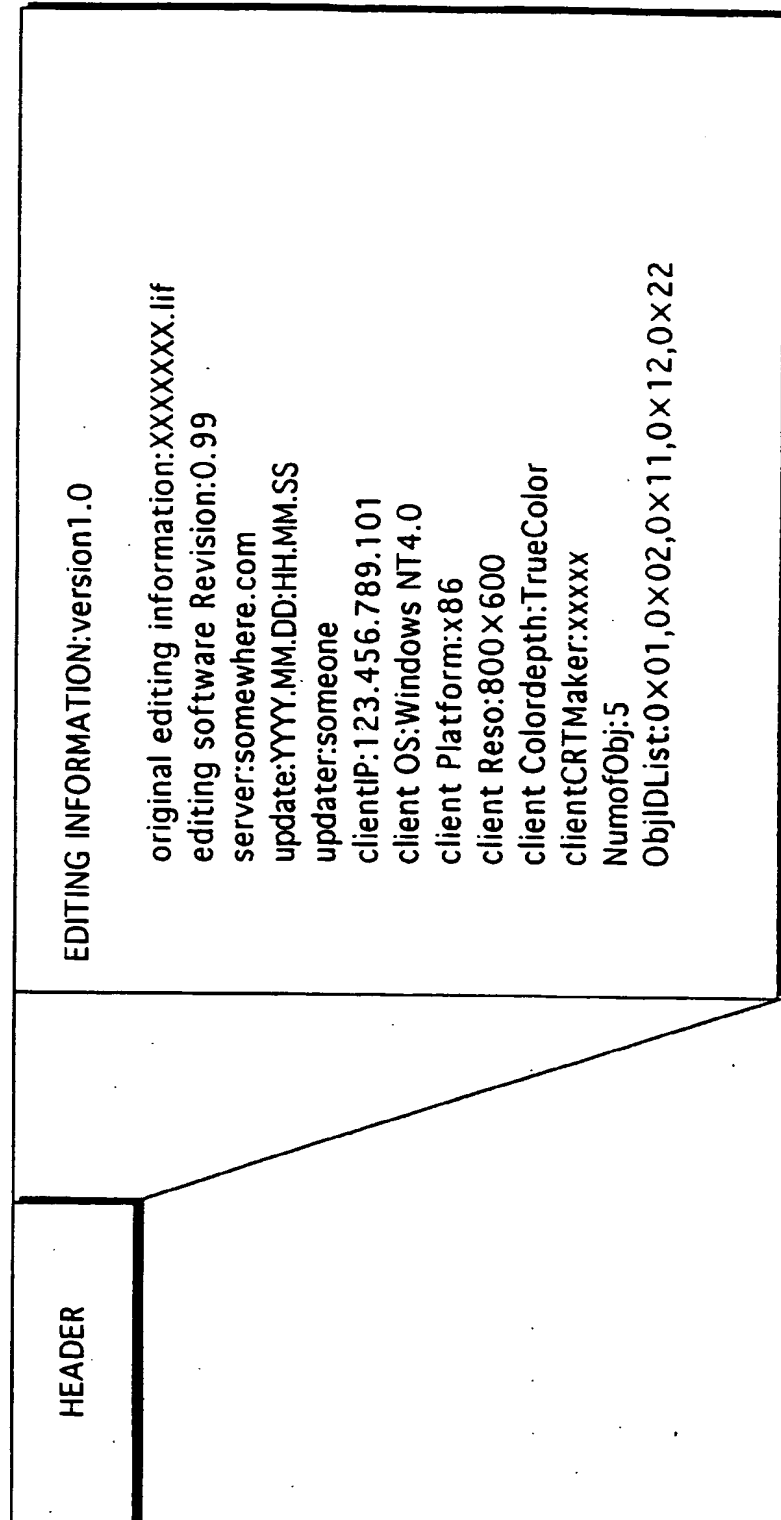 HEADER
EDITING INFORMATION:version1.0
original editing information:XXXXXXX.lif
editing software Revision:0.99
server:somewhere.com
update:YYYY.MM.DD:HH.MM.SS
updater:someone
clientIP:123.456.789.101
client OS:Windows NT4.0
client Platform:x86
client Reso:800×600
client Colordepth:TrueColor
clientCRTMaker:xxxxx
NumofObj:5
ObjIDList:0×01,0×02,0×11,0×12,0×22